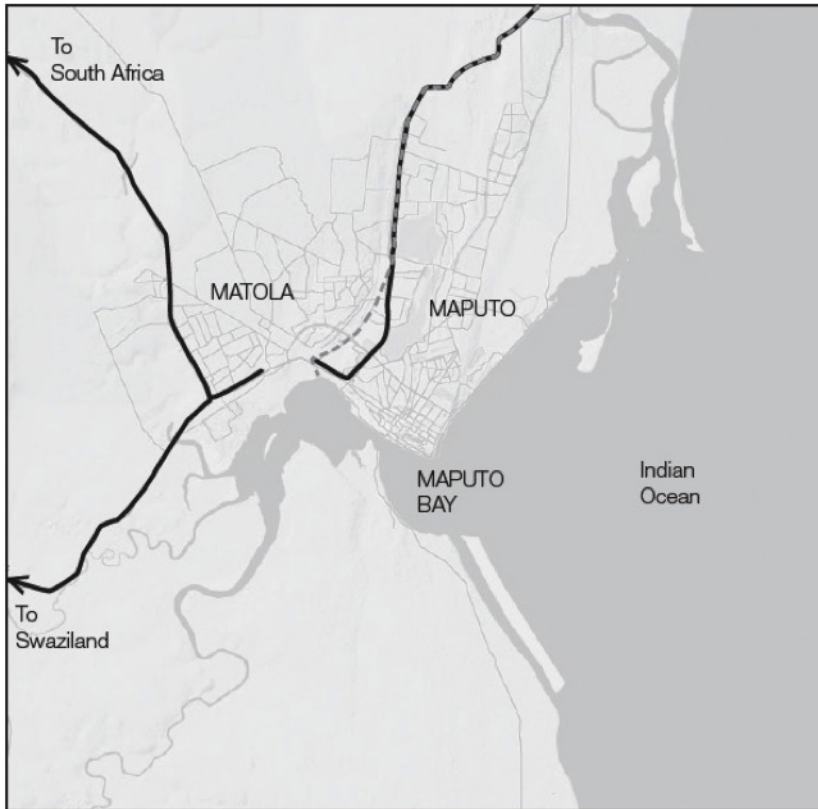 To
South Africa
MATOLA
MAPUTO
MAPUTO
BAY
Indian
Ocean
To
Swaziland